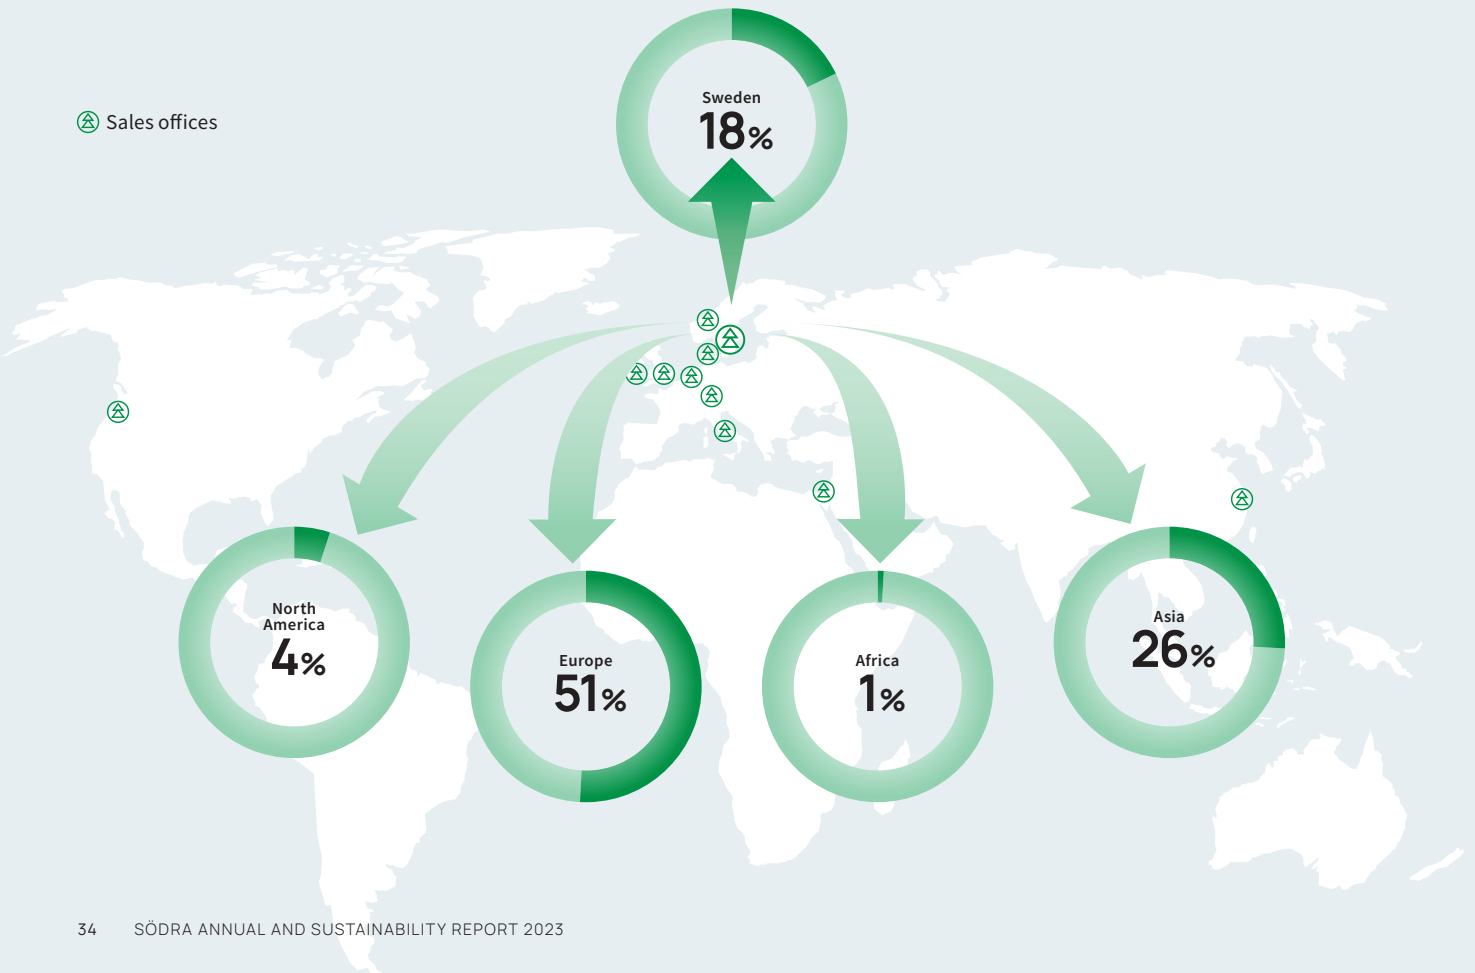 Sales offices
Sweden
18%
North
America
4%
Europe
51%
Africa
1%
Asia
26%
34 SÖDRA ANNUAL AND SUSTAINABILITY REPORT 2023